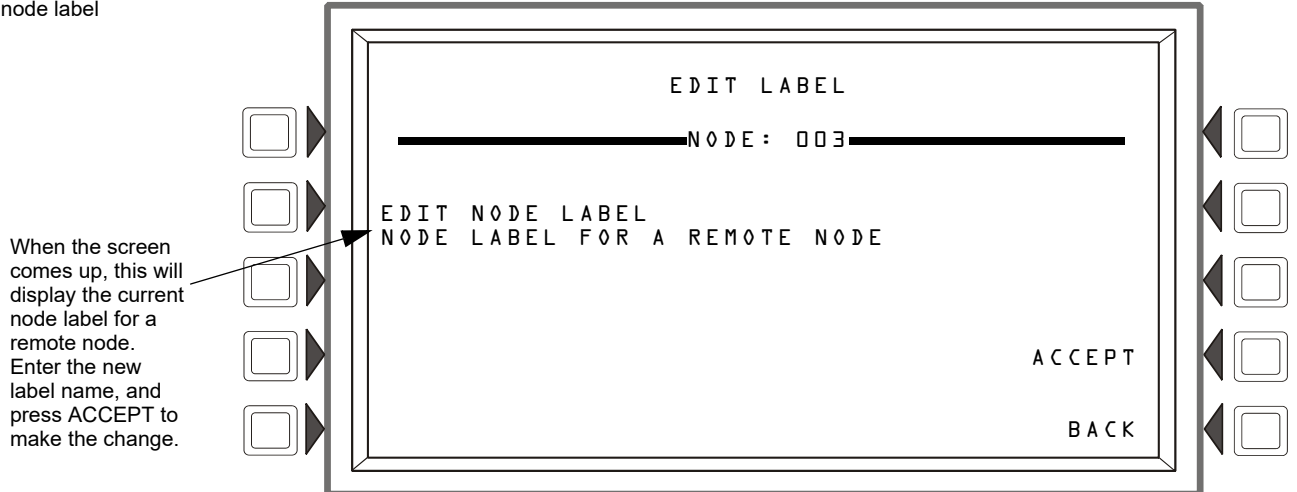 node label
EDIT LABEL
NODE: 003
EDIT NODE LABEL
NODE LABEL FOR A REMOTE NODE
When the screen
comes up, this will
display the current
node label for a
remote node.
Enter the new
label name, and
press ACCEPT to
make the change.
ACCEPT
BACK